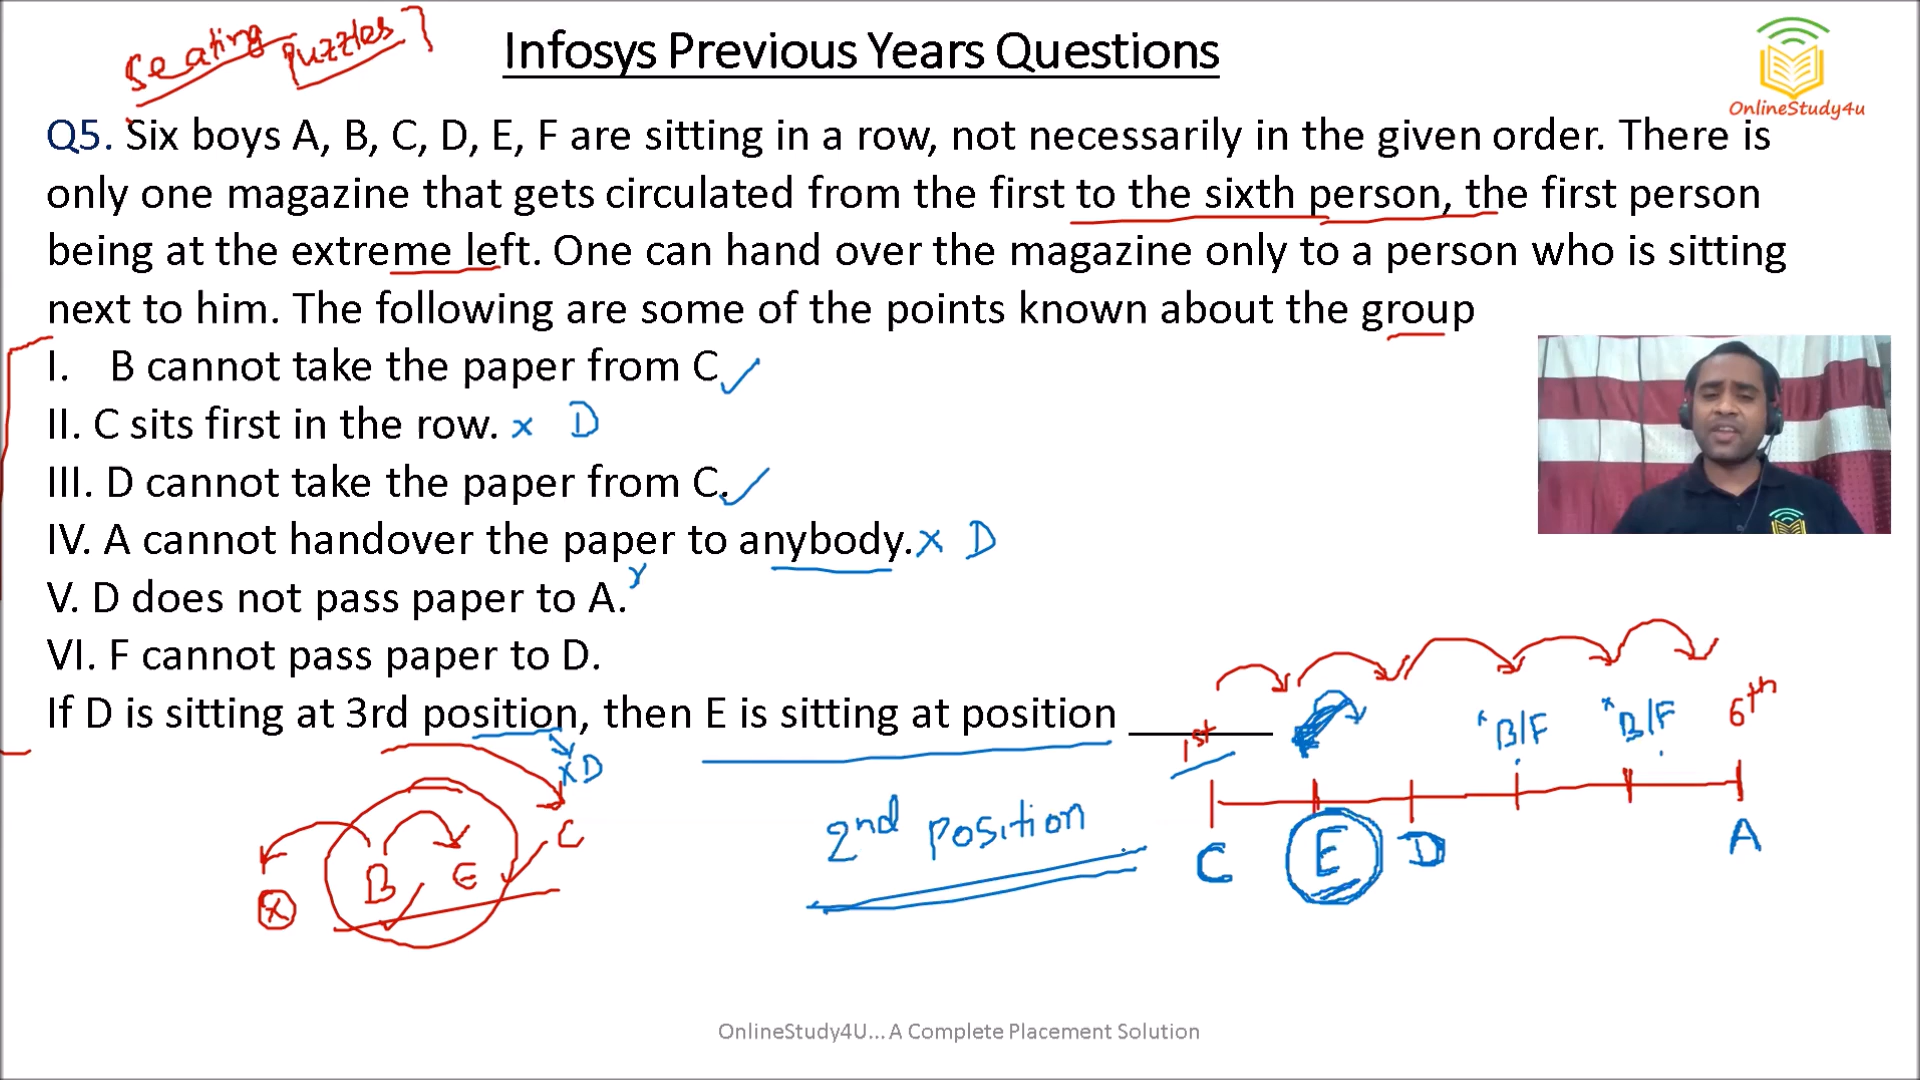 Seating puzzles
Infosys Previous Years Questions
OnlineStudy4u
Q5. Six boys A, B, C, D, E, F are sitting in a row, not necessarily in the given order. There is
only one magazine that gets circulated from the first to the sixth person, the first person
being at the extreme left. One can hand over the magazine only to a person who is sitting
next to him. The following are some of the points known about the group
I. B cannot take the paper from C
II. C sits first in the row. x D
III. D cannot take the paper from C.
IV. A cannot handover the paper to anybody. x D
V. D does not pass paper to A.
VI. F cannot pass paper to D.
If D is sitting at 3rd position, then E is sitting at position ________
1st B/F B/F 6th
x D
B E C
x
2nd position
C E D A
OnlineStudy4U... A Complete Placement Solution